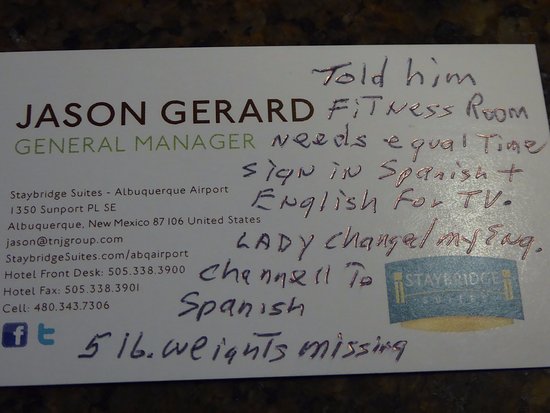 Told him
JASON GERARD FiTness Room
GENERAL MANAGER needs equal Time
sign in Spanish +
Staybridge Suites - Albuquerque Airport
1350 Sunport PL SE
English For TV.
Albuquerque, New Mexico 87106 United States
jason@tnjgroup.com
LADY Changed my Eng.
StaybridgeSuites.com/abqairport
Hotel Front Desk: 505.338.3900
Channell To
STAYBRIDGE
SUITES
Hotel Fax: 505.338.3901
Spanish
Cell: 480.343.7306
5 lb. weights missing